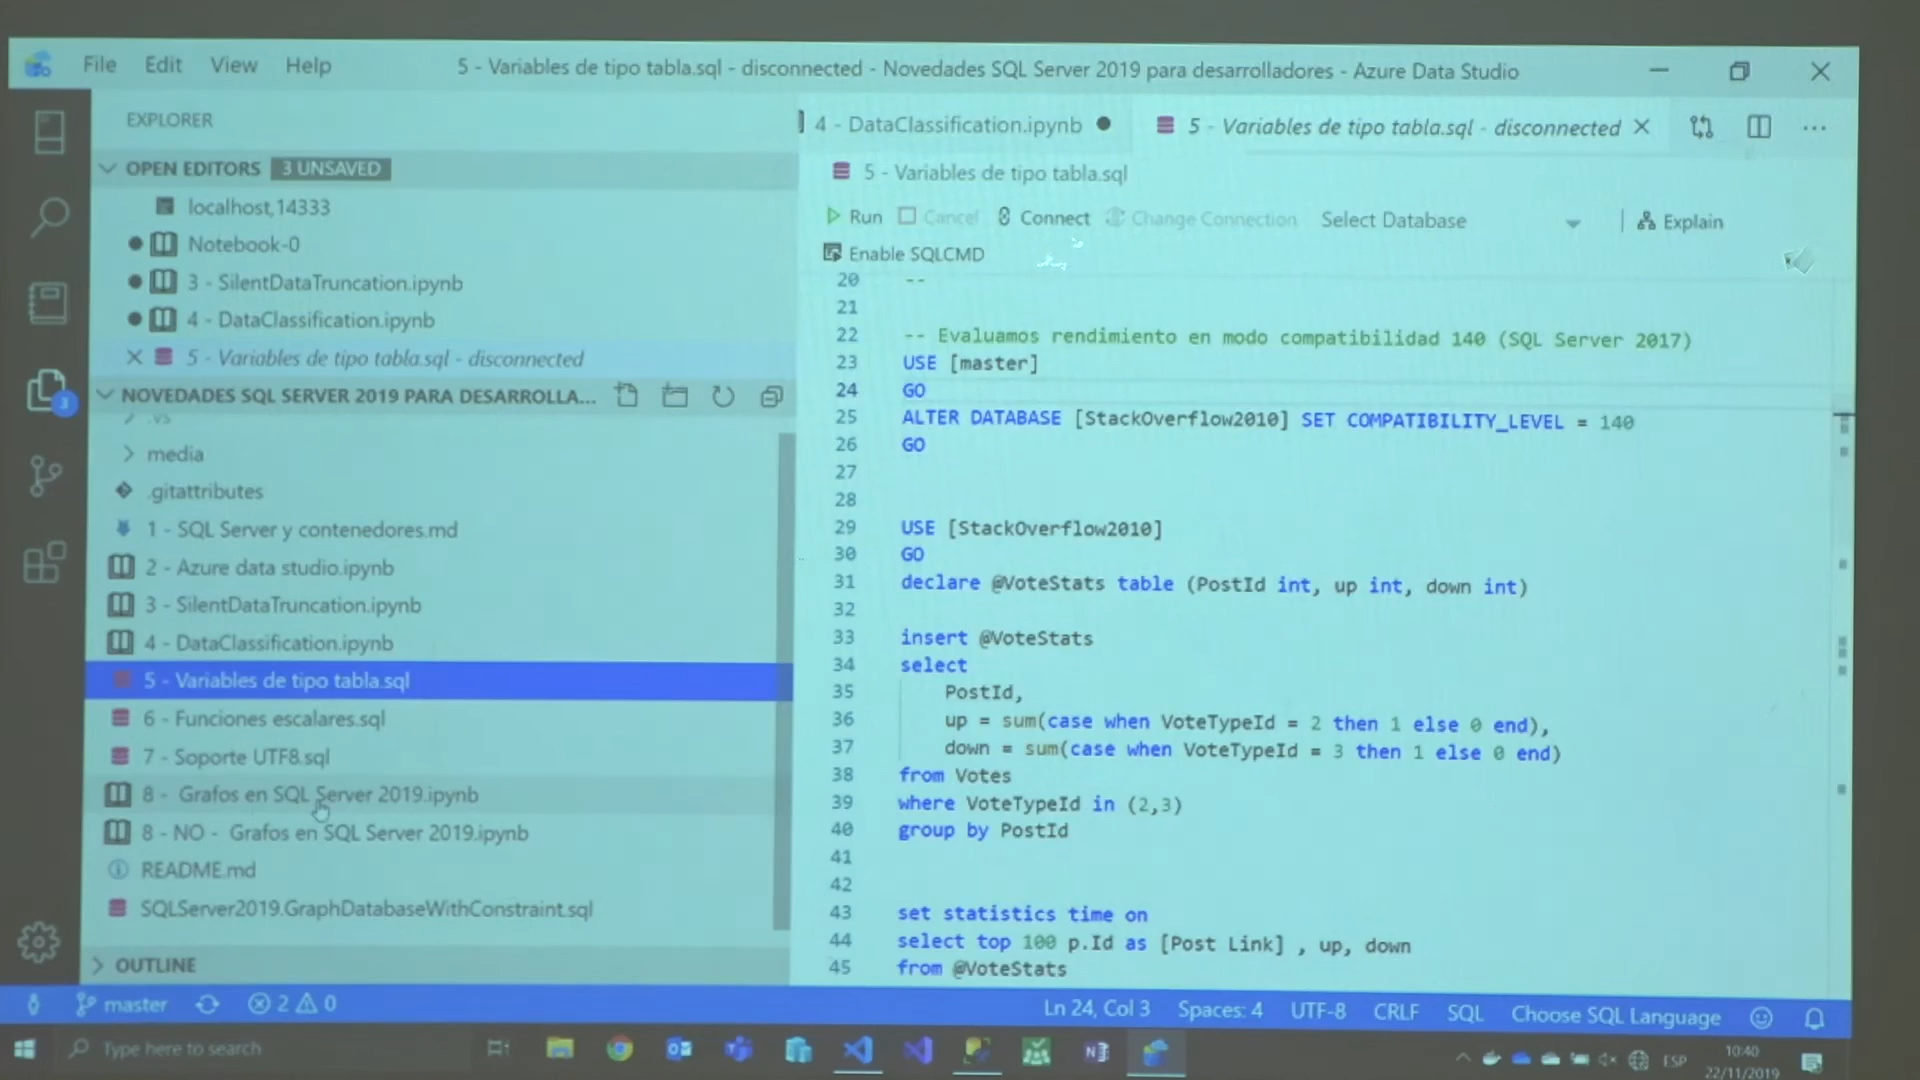 File Edit View Help
5 - Variables de tipo tabla.sql - disconnected - Novedades SQL Server 2019 para desarrolladores - Azure Data Studio
EXPLORER
OPEN EDITORS 3 UNSAVED
localhost,14333
Notebook-0
3 - SilentDataTruncation.ipynb
4 - DataClassification.ipynb
5 - Variables de tipo tabla.sql - disconnected
NOVEDADES SQL SERVER 2019 PARA DESARROLLA...
.vs
media
.gitattributes
1 - SQL Server y contenedores.md
2 - Azure data studio.ipynb
3 - SilentDataTruncation.ipynb
4 - DataClassification.ipynb
5 - Variables de tipo tabla.sql
6 - Funciones escalares.sql
7 - Soporte UTF8.sql
8 - Grafos en SQL Server 2019.ipynb
8 - NO - Grafos en SQL Server 2019.ipynb
README.md
SQLServer2019.GraphDatabaseWithConstraint.sql
OUTLINE
4 - DataClassification.ipynb
5 - Variables de tipo tabla.sql - disconnected
5 - Variables de tipo tabla.sql
Run Cancel Connect Change Connection Select Database Explain
Enable SQLCMD
20 --
21
22 -- Evaluamos rendimiento en modo compatibilidad 140 (SQL Server 2017)
23 USE [master]
24 GO
25 ALTER DATABASE [StackOverflow2010] SET COMPATIBILITY_LEVEL = 140
26 GO
27
28
29 USE [StackOverflow2010]
30 GO
31 declare @VoteStats table (PostId int, up int, down int)
32
33 insert @VoteStats
34 select
35 PostId,
36 up = sum(case when VoteTypeId = 2 then 1 else 0 end),
37 down = sum(case when VoteTypeId = 3 then 1 else 0 end)
38 from Votes
39 where VoteTypeId in (2,3)
40 group by PostId
41
42
43 set statistics time on
44 select top 100 p.Id as [Post Link] , up, down
45 from @VoteStats
3
master 2 0
Ln 24, Col 3 Spaces: 4 UTF-8 CRLF SQL Choose SQL Language
Type here to search
ESP
10:40
22/11/2019